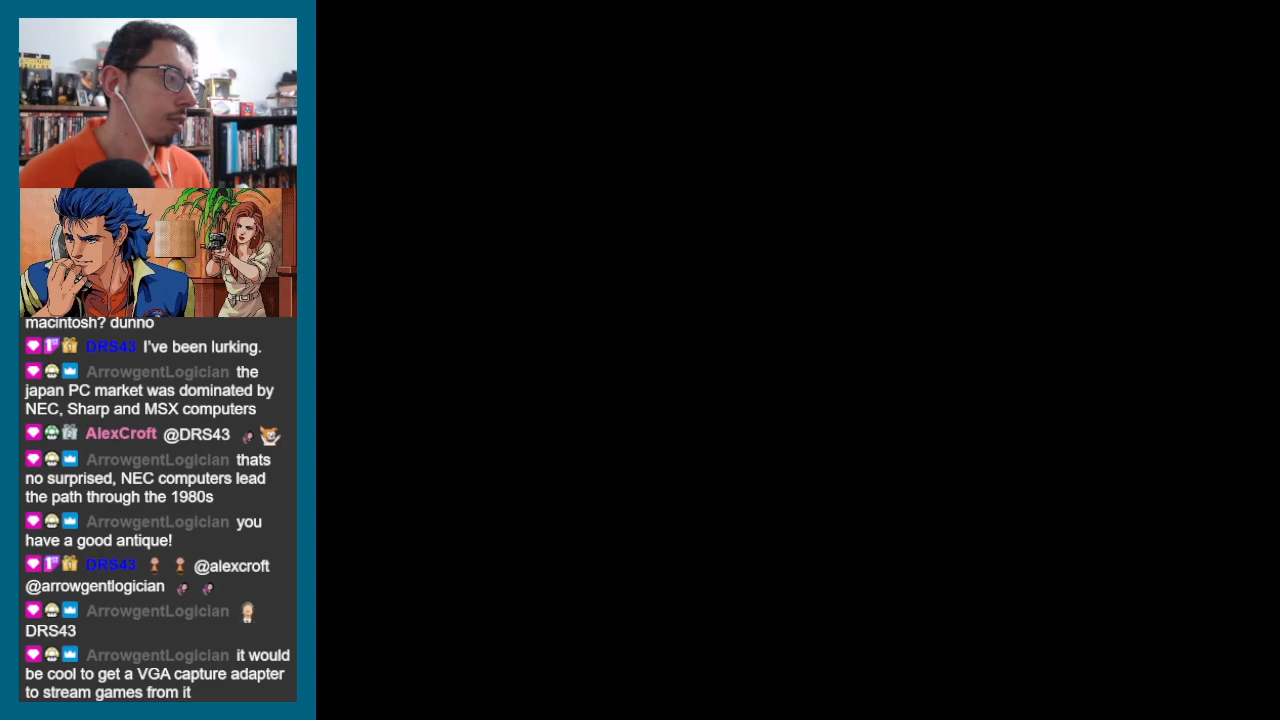 macintosh? dunno
DRS43 I've been lurking.
ArrowgentLogician the
japan PC market was dominated by
NEC, Sharp and MSX computers
AlexCroft @DRS43
ArrowgentLogician thats
no surprised, NEC computers lead
the path through the 1980s
ArrowgentLogician you
have a good antique!
DRS43 @alexcroft
@arrowgentlogician
ArrowgentLogician
DRS43
ArrowgentLogician it would
be cool to get a VGA capture adapter
to stream games from it